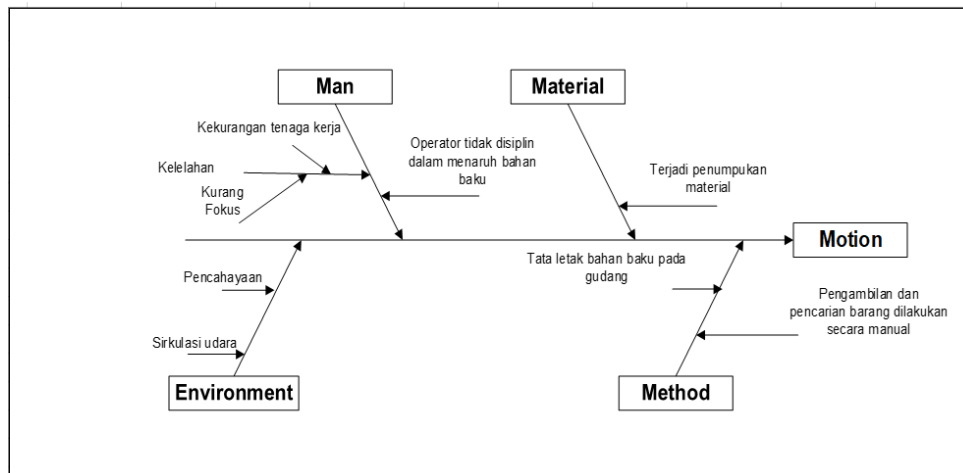 Man
Material
Kekurangan tenaga kerja
Kelelahan
Kurang
Fokus
Operator tidak disiplin
dalam menaruh bahan
baku
Terjadi penumpukan
material
Motion
Pencahayaan
Sirkulasi udara
Tata letak bahan baku pada
gudang
Pengambilan dan
pencarian barang dilakukan
secara manual
Environment
Method